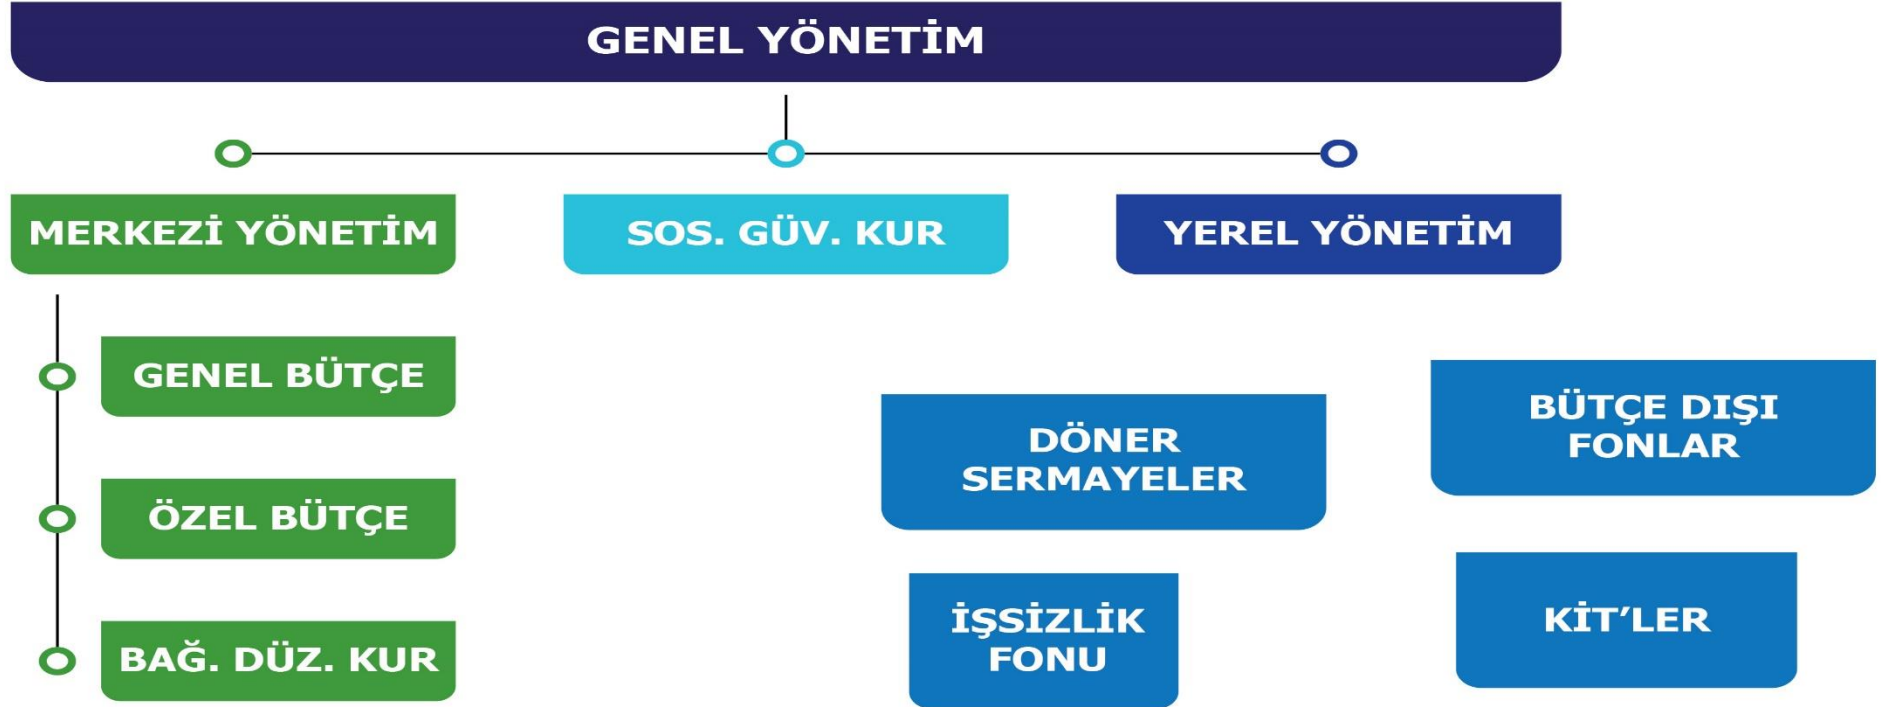 GENEL YÖNETİM
MERKEZİ YÖNETİM
SOS. GÜV. KUR
YEREL YÖNETİM
GENEL BÜTÇE
ÖZEL BÜTÇE
BAĞ. DÜZ. KUR
DÖNER
SERMAYELER
BÜTÇE DIŞI
FONLAR
İŞSİZLİK
FONU
KİT’LER